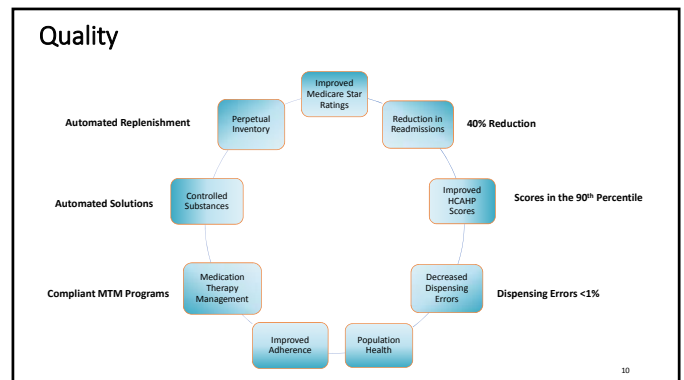 Quality
Improved
Medicare Star
Ratings
Reduction in
Readmissions
40% Reduction
Improved
HCAHP
Scores
Scores in the 90th Percentile
Decreased
Dispensing
Errors
Dispensing Errors <1%
Population
Health
Improved
Adherence
Medication
Therapy
Management
Compliant MTM Programs
Controlled
Substances
Automated Solutions
Perpetual
Inventory
Automated Replenishment
10